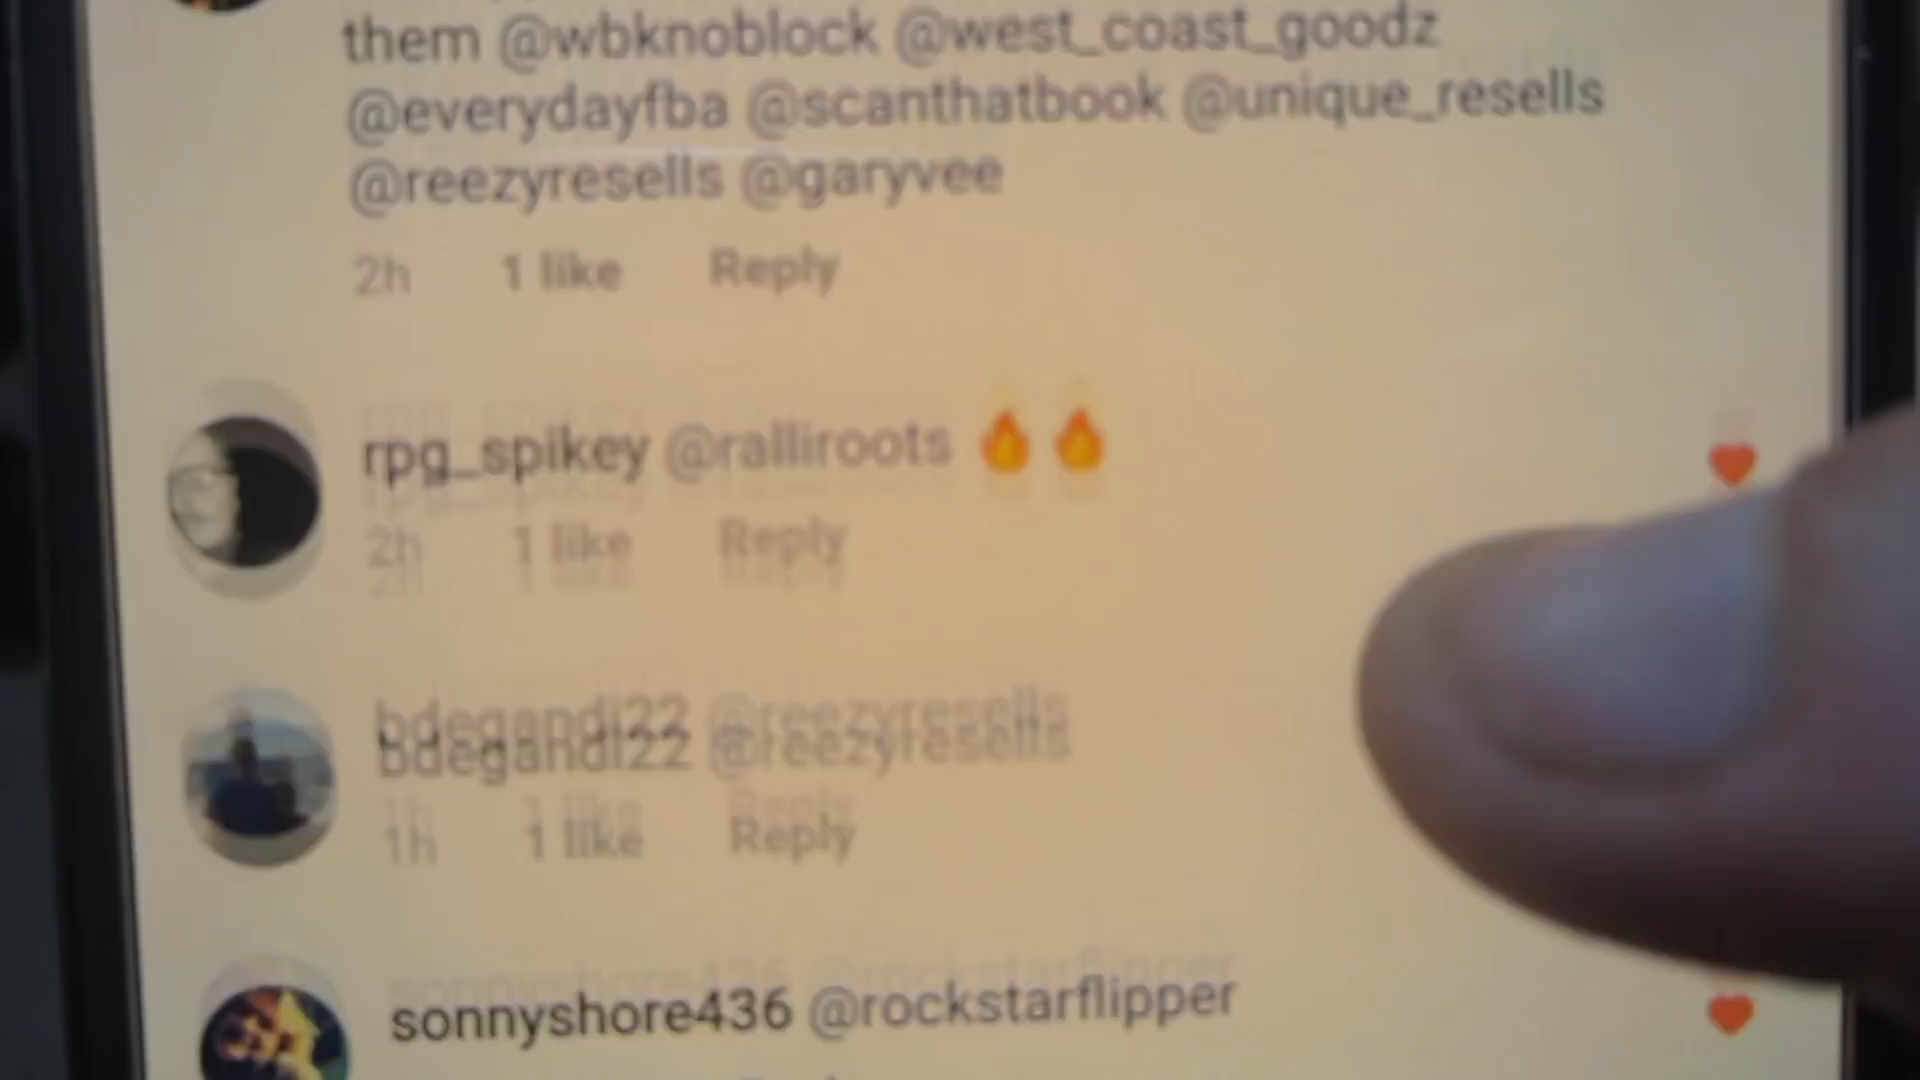 them @wbknoblock @west_coast_goodz
@everydayfba @scanthatbook @unique_resells
@reezyresells @garyvee
2h 1 like Reply
rpg_spikey @ralliroots 🔥🔥
2h 1 like Reply
bdegandi22 @reezyresells
1h 1 like Reply
sonnyshore436 @rockstarflipper